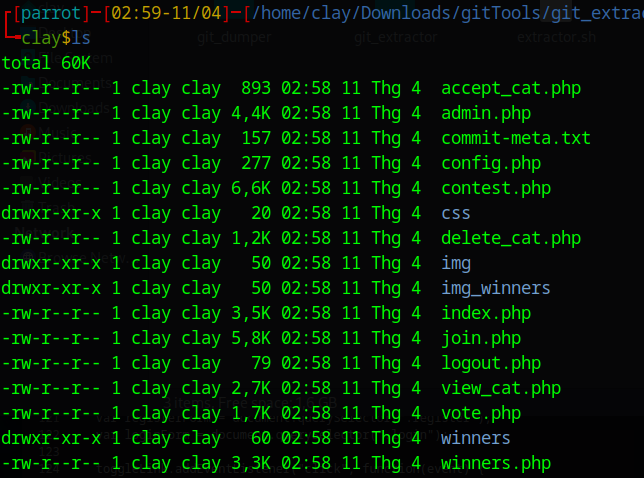 ┌─[parrot]─[02:59-11/04]─[/home/clay/Downloads/gitTools/git_extrac
└─clay$ls
total 60K
-rw-r--r-- 1 clay clay  893 02:58 11 Thg 4  accept_cat.php
-rw-r--r-- 1 clay clay 4,4K 02:58 11 Thg 4  admin.php
-rw-r--r-- 1 clay clay  157 02:58 11 Thg 4  commit-meta.txt
-rw-r--r-- 1 clay clay  277 02:58 11 Thg 4  config.php
-rw-r--r-- 1 clay clay 6,6K 02:58 11 Thg 4  contest.php
drwxr-xr-x 1 clay clay   20 02:58 11 Thg 4  css
-rw-r--r-- 1 clay clay 1,2K 02:58 11 Thg 4  delete_cat.php
drwxr-xr-x 1 clay clay   50 02:58 11 Thg 4  img
drwxr-xr-x 1 clay clay   50 02:58 11 Thg 4  img_winners
-rw-r--r-- 1 clay clay 3,5K 02:58 11 Thg 4  index.php
-rw-r--r-- 1 clay clay 5,8K 02:58 11 Thg 4  join.php
-rw-r--r-- 1 clay clay   79 02:58 11 Thg 4  logout.php
-rw-r--r-- 1 clay clay 2,7K 02:58 11 Thg 4  view_cat.php
-rw-r--r-- 1 clay clay 1,7K 02:58 11 Thg 4  vote.php
drwxr-xr-x 1 clay clay   60 02:58 11 Thg 4  winners
-rw-r--r-- 1 clay clay 3,3K 02:58 11 Thg 4  winners.php
git_dumper git_extractor extractor.sh